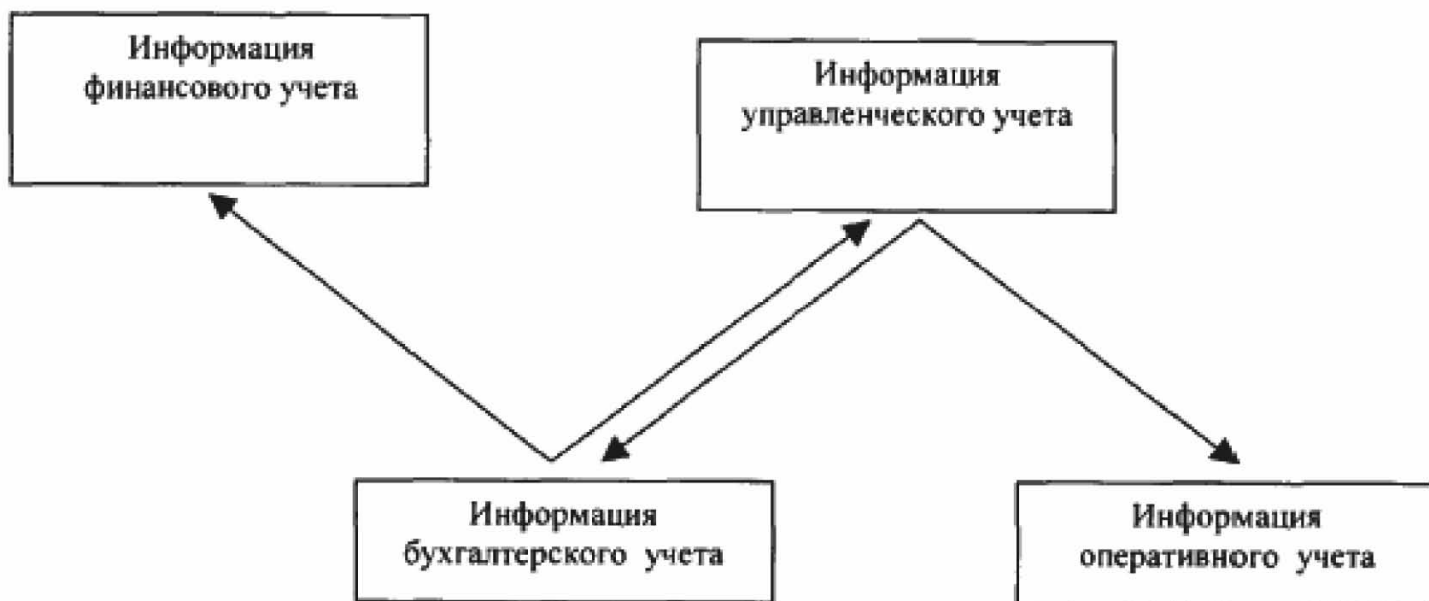 Информация
финансового учета
Информация
управленческого учета
Информация
бухгалтерского учета
Информация
оперативного учета